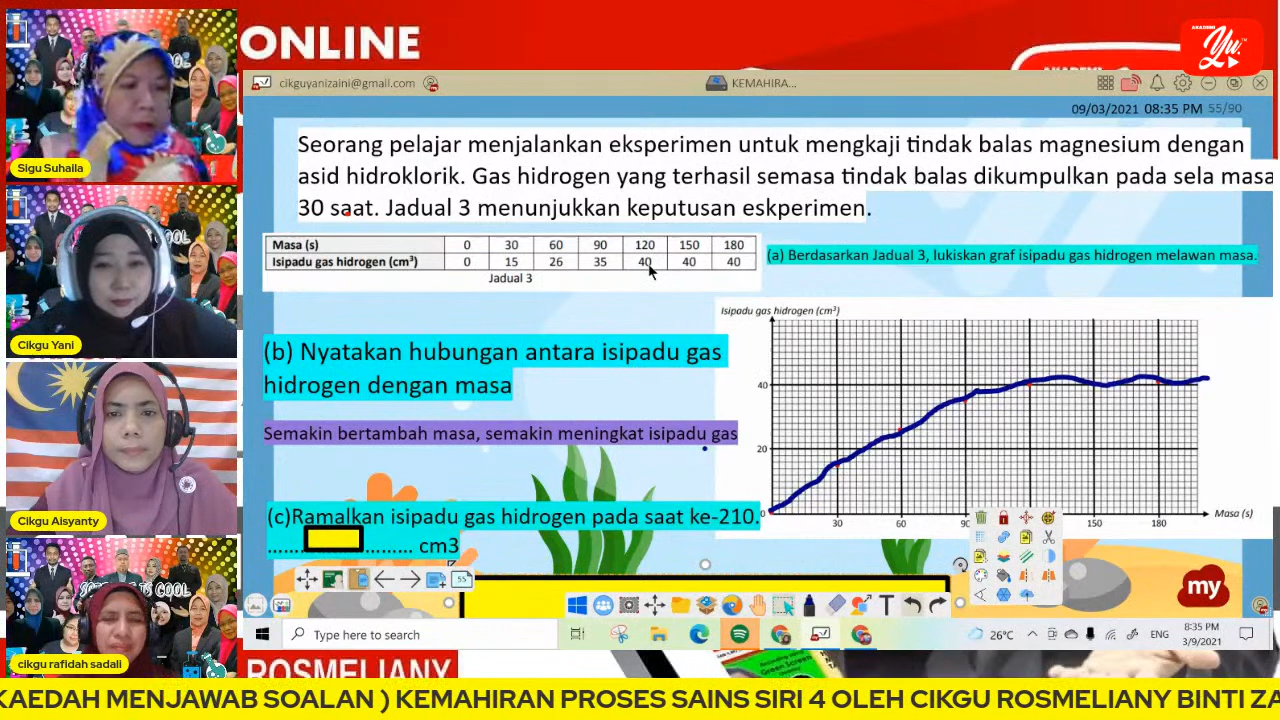 ONLINE
AKADEMI
Yu
cikguyanizaini@gmail.com
KEMAHIRA...
09/03/2021 08:35 PM 55/90
Seorang pelajar menjalankan eksperimen untuk mengkaji tindak balas magnesium dengan
asid hidroklorik. Gas hidrogen yang terhasil semasa tindak balas dikumpulkan pada sela masa
30 saat. Jadual 3 menunjukkan keputusan eskperimen.
Masa (s) 0 30 60 90 120 150 180
Isipadu gas hidrogen (cm³) 0 15 26 35 40 40 40
Jadual 3
(a) Berdasarkan Jadual 3, lukiskan graf isipadu gas hidrogen melawan masa.
Isipadu gas hidrogen (cm³)
40
20
0
30 60 90 150 180
Masa (s)
(b) Nyatakan hubungan antara isipadu gas
hidrogen dengan masa
Semakin bertambah masa, semakin meningkat isipadu gas
(c)Ramalkan isipadu gas hidrogen pada saat ke-210.
cm3
55
my
Type here to search
26°C
ENG
8:35 PM
3/9/2021
Sigu Suhaila
Cikgu Yani
Cikgu Aisyanty
cikgu rafidah sadali
ROSMELIANY
Green Screen
KAEDAH MENJAWAB SOALAN ) KEMAHIRAN PROSES SAINS SIRI 4 OLEH CIKGU ROSMELIANY BINTI ZA